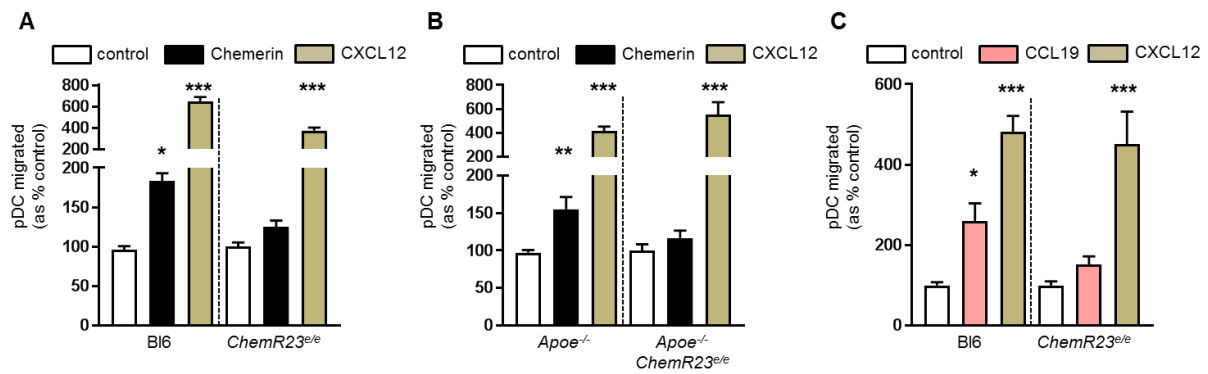 A
control Chemerin CXCL12
pDC migrated
(as % control)
800
600
400
200
200
150
100
50
0
*
***
***
Bl6
ChemR23e/e
B
control Chemerin CXCL12
pDC migrated
(as % control)
800
600
400
200
200
150
100
50
0
**
***
***
Apoe-/-
Apoe-/-
ChemR23e/e
C
control CCL19 CXCL12
pDC migrated
(as % control)
600
400
200
0
*
***
***
Bl6
ChemR23e/e